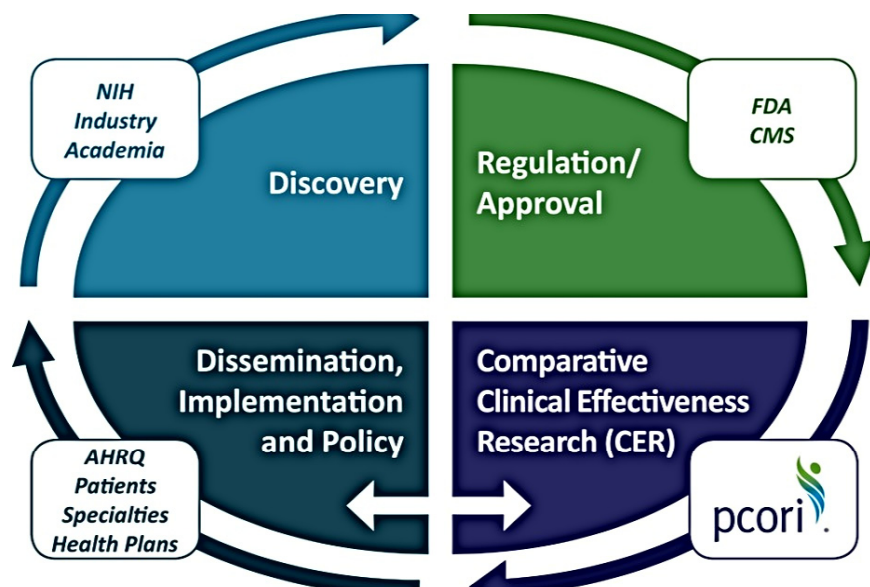 NIH
Industry
Academia
Discovery
Regulation/
Approval
FDA
CMS
Dissemination,
Implementation
and Policy
Comparative
Clinical Effectiveness
Research (CER)
AHRQ
Patients
Specialties
Health Plans
pcori